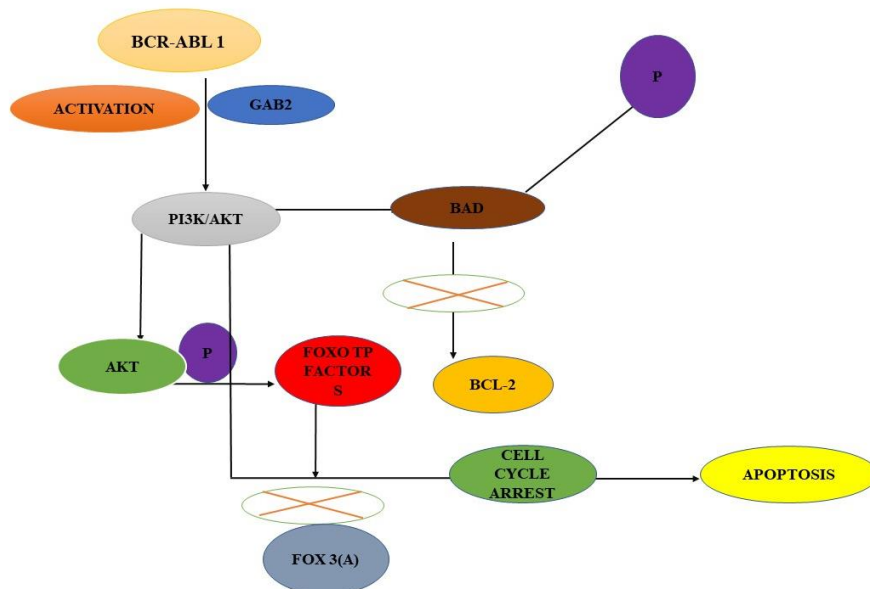 BCR-ABL 1
P
ACTIVATION
GAB2
PI3K/AKT
BAD
AKT
P
FOXO TP
FACTOR
S
BCL-2
CELL
CYCLE
ARREST
APOPTOSIS
FOX 3(A)